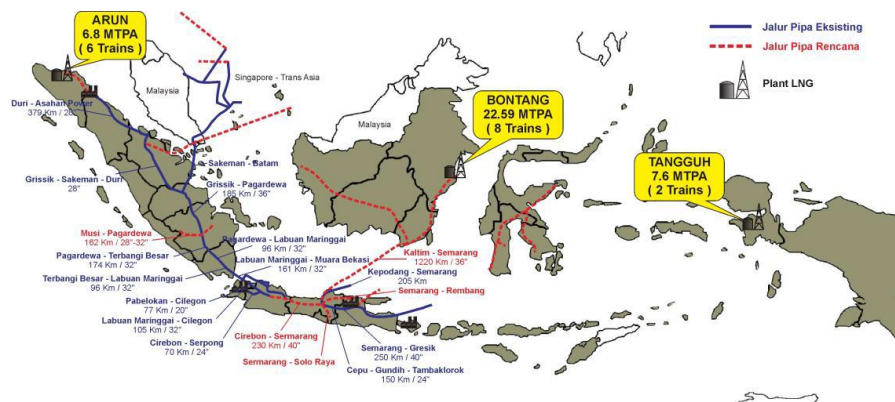 ARUN
6.8 MTPA
( 6 Trains )
Jalur Pipa Eksisting
Jalur Pipa Rencana
Plant LNG
Malaysia
Singapore - Trans Asia
Duri - Asahan Power
379 KM / 28"
Malaysia
BONTANG
22.59 MTPA
( 8 Trains )
TANGGUH
7.6 MTPA
( 2 Trains )
Sakeman - Batam
Grissik - Sakeman - Duri
28"
Grissik - Pagardewa
185 Km / 36"
Musi - Pagardewa
162 KM / 28"-32"
Pagardewa - Labuan Maringgai
96 KM / 32"
Pagardewa - Terbangi Besar
174 KM / 32"
Labuan Maringgai - Muara Bekasi
161 KM / 32"
Kaltim - Semarang
1220 KM / 36"
Terbangi Besar - Labuan Maringgai
96 KM / 32"
Kepodang - Semarang
205 KM
Pabelokan - Cilegon
77 KM / 20"
Semarang - Rembang
Labuan Maringgai - Cilegon
105 KM / 32"
Cirebon - Serpong
70 KM / 24"
Cirebon - Sermarang
230 KM / 40"
Semarang - Gresik
250 KM / 40"
Sermarang - Solo Raya
Cepu - Gundih - Tambaklorok
150 KM / 24"